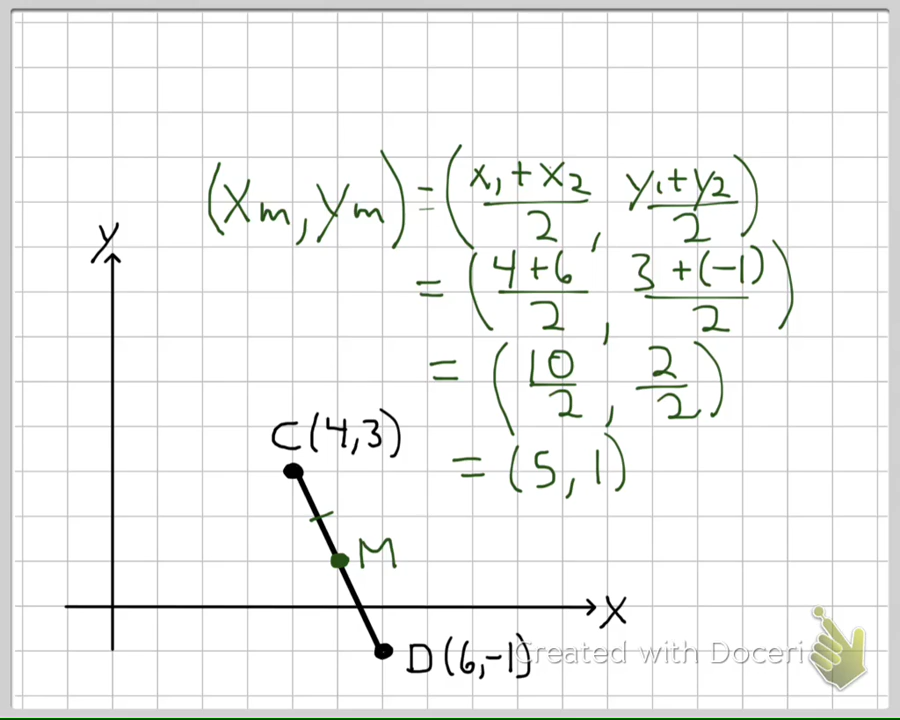 (xm, ym) = (x1 + x2 / 2, y1 + y2 / 2)
y
= (4 + 6 / 2, 3 + (-1) / 2)
= (10 / 2, 2 / 2)
C(4,3)
= (5, 1)
M
x
D(6,-1)
Created with Doceri